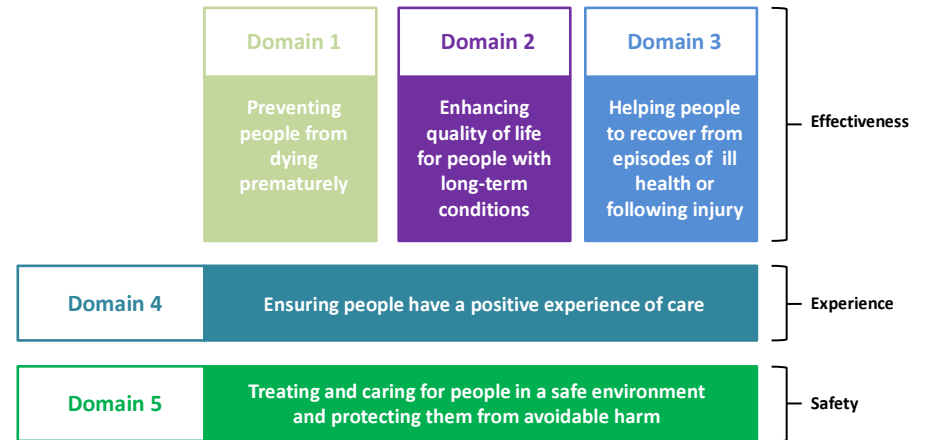 Domain 1
Preventing
people from
dying
prematurely
Domain 2
Enhancing
quality of life
for people with
long-term
conditions
Domain 3
Helping people
to recover from
episodes of ill
health or
following injury
Effectiveness
Domain 4
Ensuring people have a positive experience of care
Experience
Domain 5
Treating and caring for people in a safe environment
and protecting them from avoidable harm
Safety